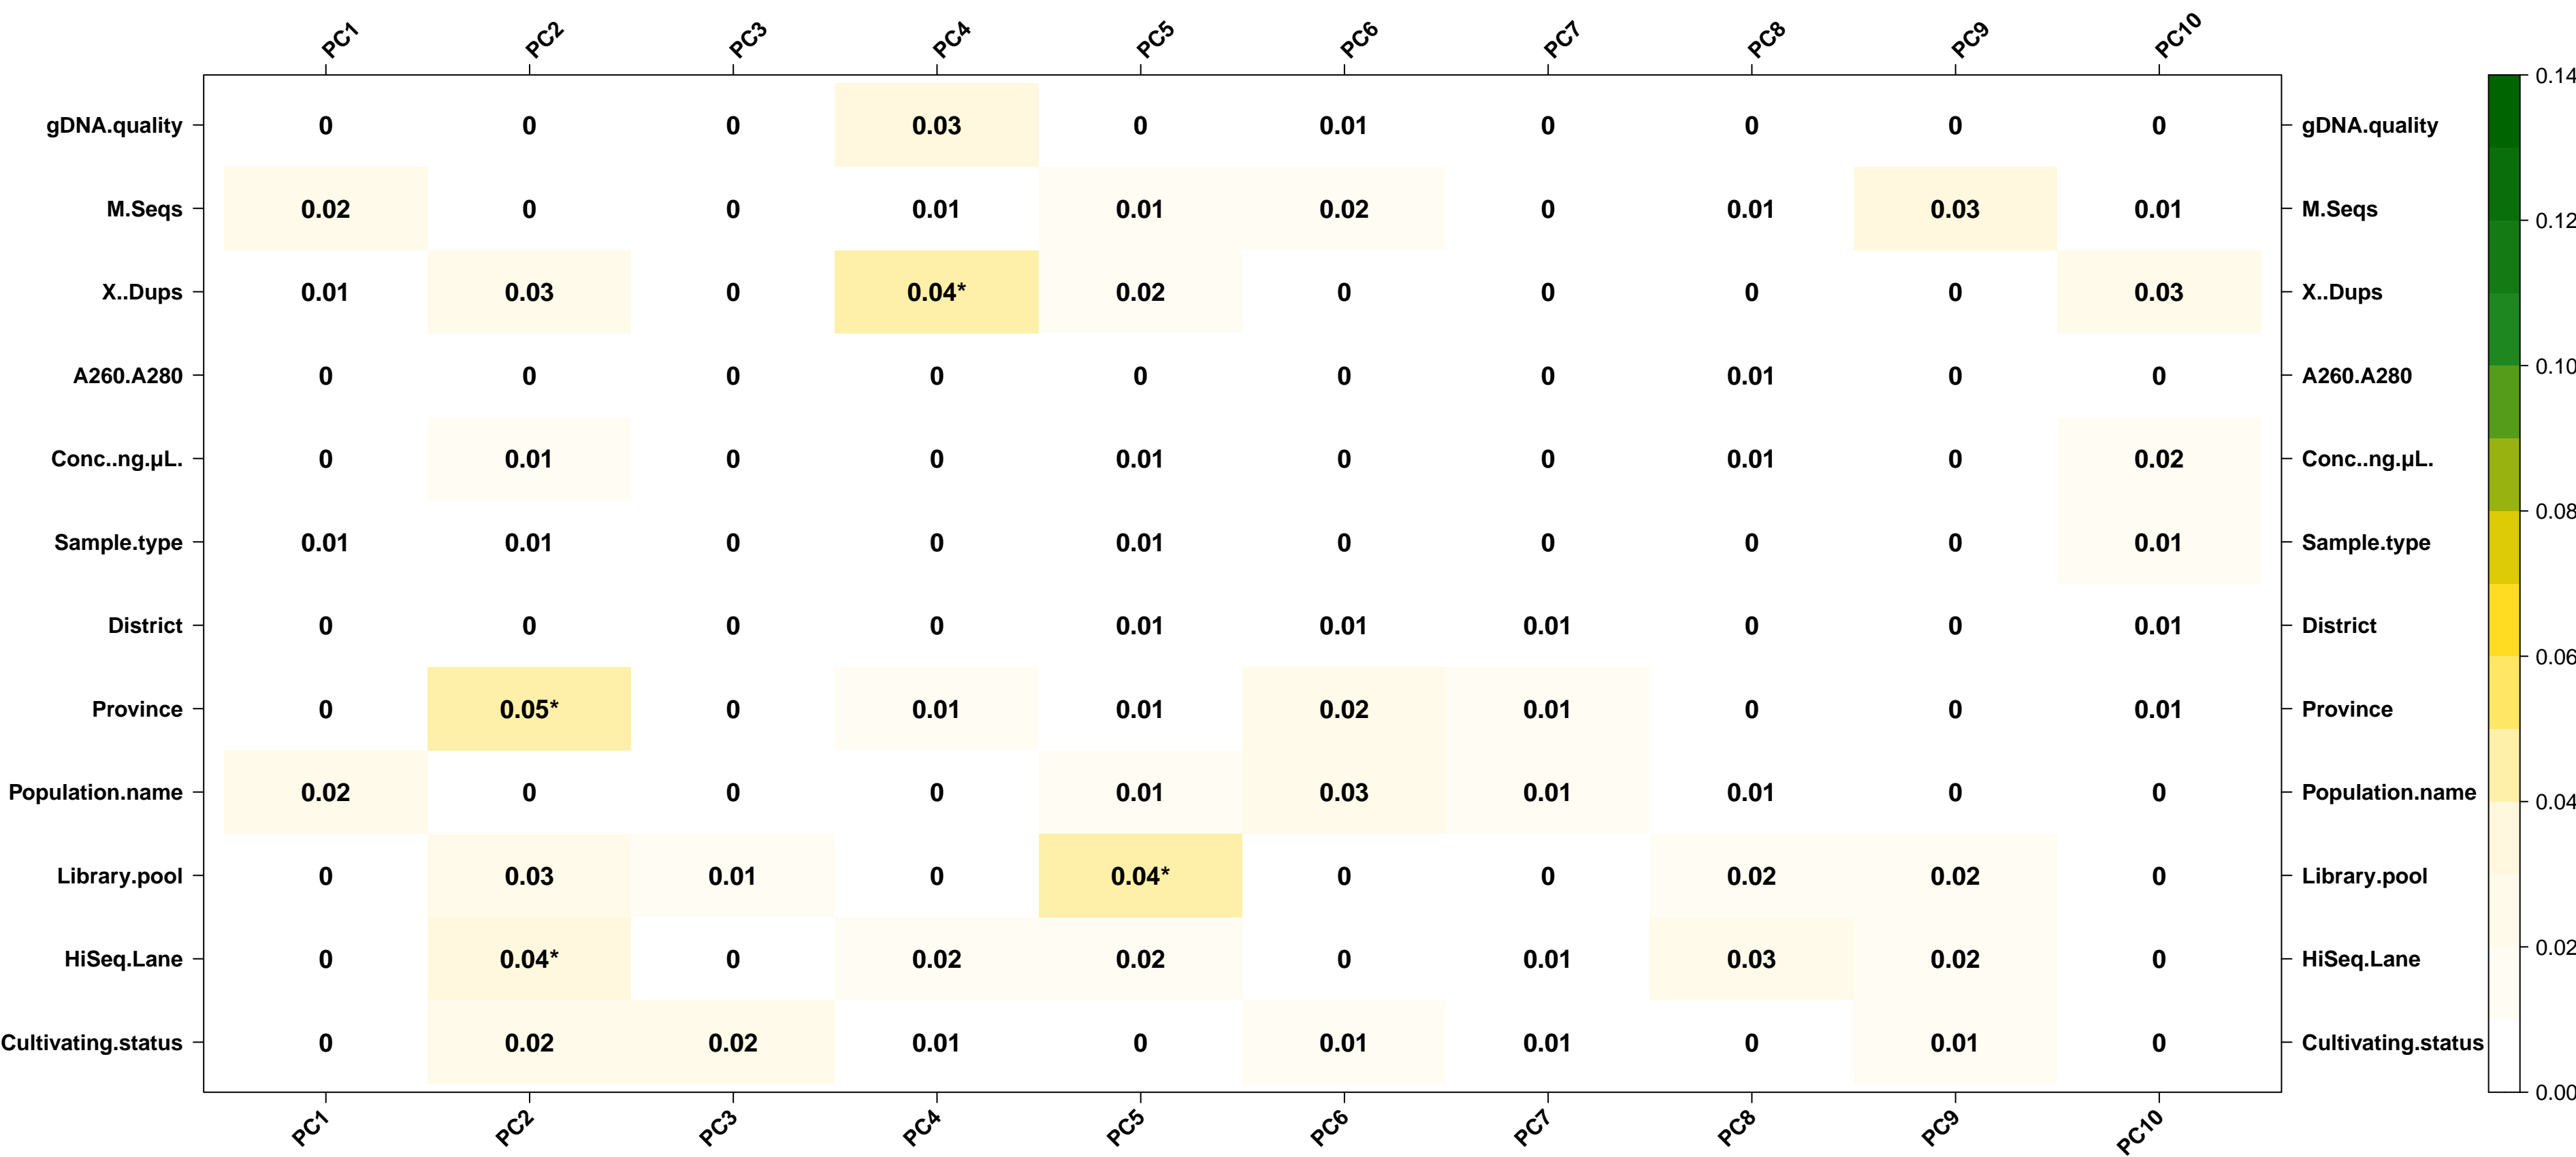 PC1 PC2 PC3 PC4 PC5 PC6 PC7 PC8 PC9 PC10
0.14
gDNA.quality 0 0 0 0.03 0 0.01 0 0 0 0 gDNA.quality
M.Seqs 0.02 0 0 0.01 0.01 0.02 0 0.01 0.03 0.01 M.Seqs
0.12
X..Dups 0.01 0.03 0 0.04* 0.02 0 0 0 0 0.03 X..Dups
0.10
A260.A280 0 0 0 0 0 0 0 0.01 0 0 A260.A280
Conc..ng.µL. 0 0.01 0 0 0.01 0 0 0.01 0 0.02 Conc..ng.µL.
0.08
Sample.type 0.01 0.01 0 0 0.01 0 0 0 0 0.01 Sample.type
District 0 0 0 0 0.01 0.01 0.01 0 0 0.01 District
0.06
Province 0 0.05* 0 0.01 0.01 0.02 0.01 0 0 0.01 Province
Population.name 0.02 0 0 0 0.01 0.03 0.01 0.01 0 0 Population.name
0.04
Library.pool 0 0.03 0.01 0 0.04* 0 0 0.02 0.02 0 Library.pool
0.02
HiSeq.Lane 0 0.04* 0 0.02 0.02 0 0.01 0.03 0.02 0 HiSeq.Lane
Cultivating.status 0 0.02 0.02 0.01 0 0.01 0.01 0 0.01 0 Cultivating.status
0.00
PC1 PC2 PC3 PC4 PC5 PC6 PC7 PC8 PC9 PC10